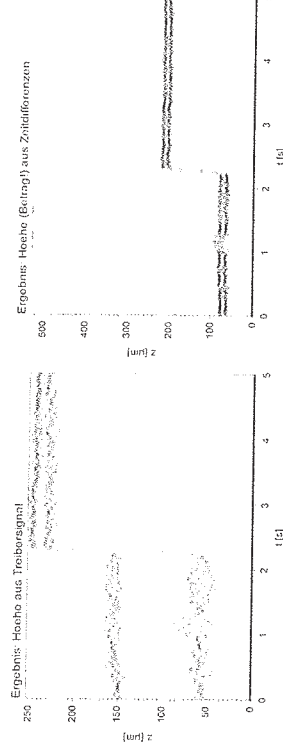 Ergebnis: Hoehe aus Treibersignal
250
200
150
100
50
0
z [µm]
0 1 2 3 4 5
t [s]
Ergebnis: Hoehe (Betrag!) aus Zeitdifferenzen
500
400
300
200
100
0
z [µm]
0 1 2 3 4
t [s]